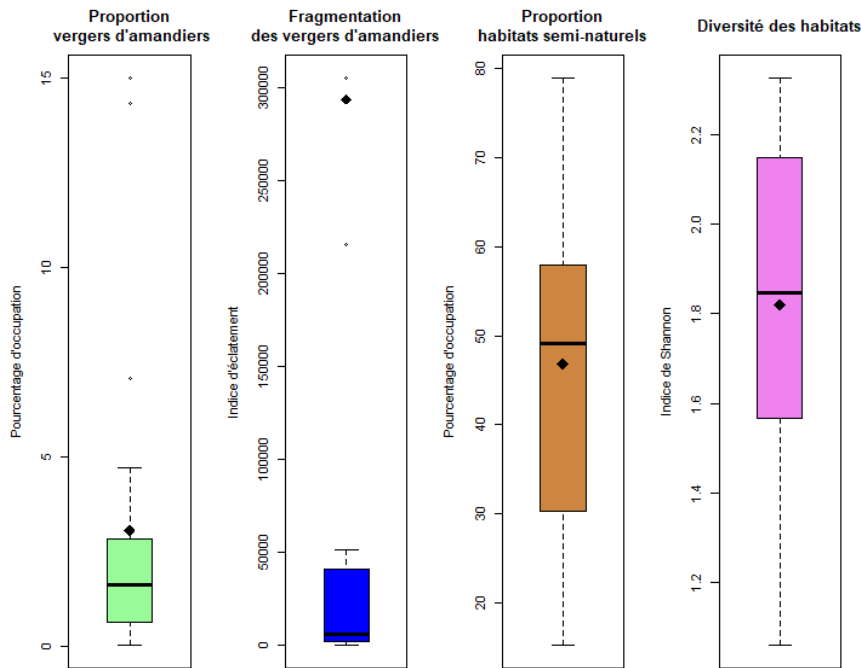 Proportion
vergers d'amandiers
Pourcentage d'occupation
15
10
5
0
Fragmentation
des vergers d'amandiers
Indice d'éclatement
300000
250000
200000
150000
100000
50000
0
Proportion
habitats semi-naturels
Pourcentage d'occupation
80
70
60
50
40
30
20
Diversité des habitats
Indice de Shannon
2.2
2.0
1.8
1.6
1.4
1.2